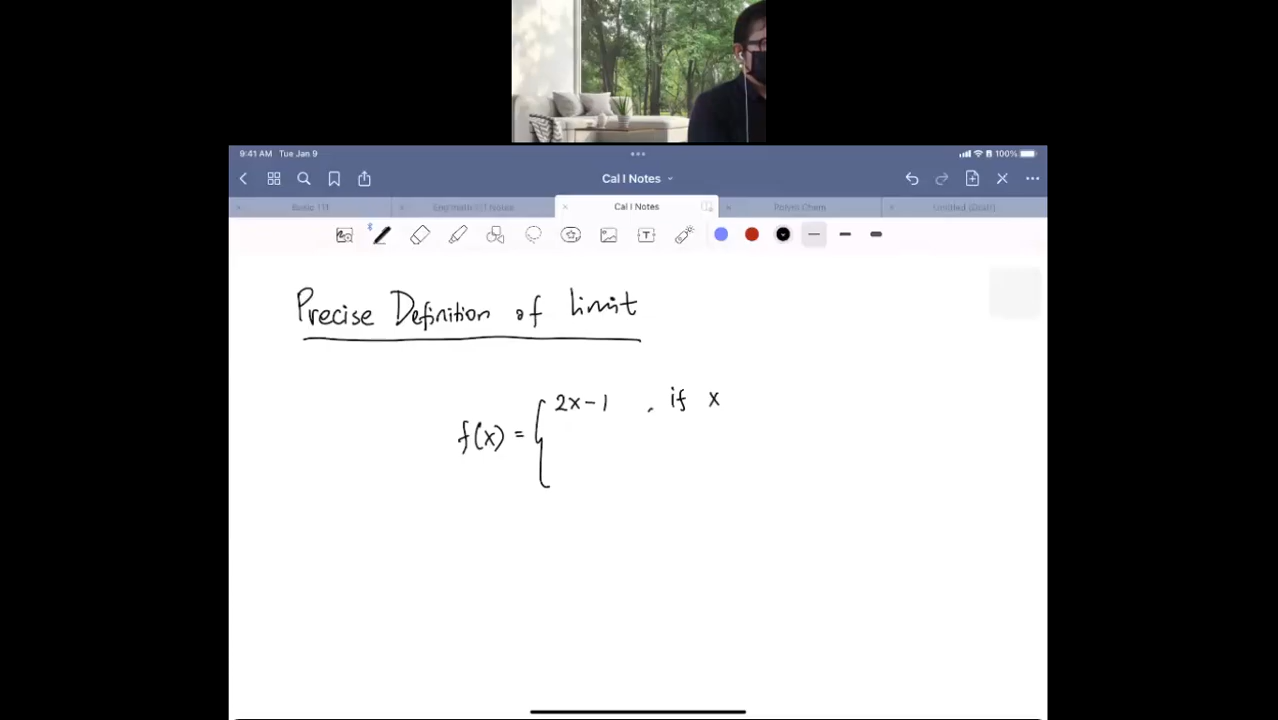 9:41 AM Tue Jan 9
100%
Cal I Notes
Cal I Notes
Precise Definition of limit
f(x) = { 2x-1 , if x